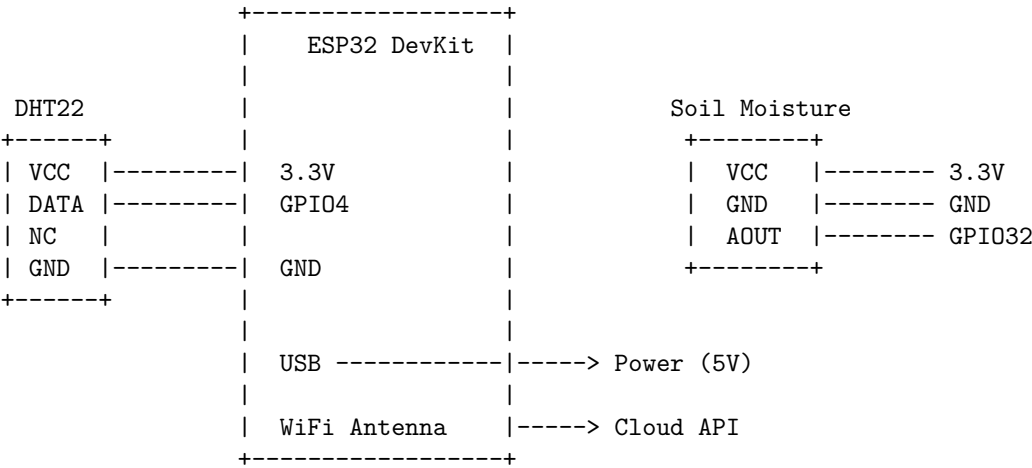 ESP32 DevKit
DHT22 Soil Moisture
VCC 3.3V VCC 3.3V
DATA GPIO4 GND GND
NC AOUT GPIO32
GND GND
USB Power (5V)
WiFi Antenna Cloud API